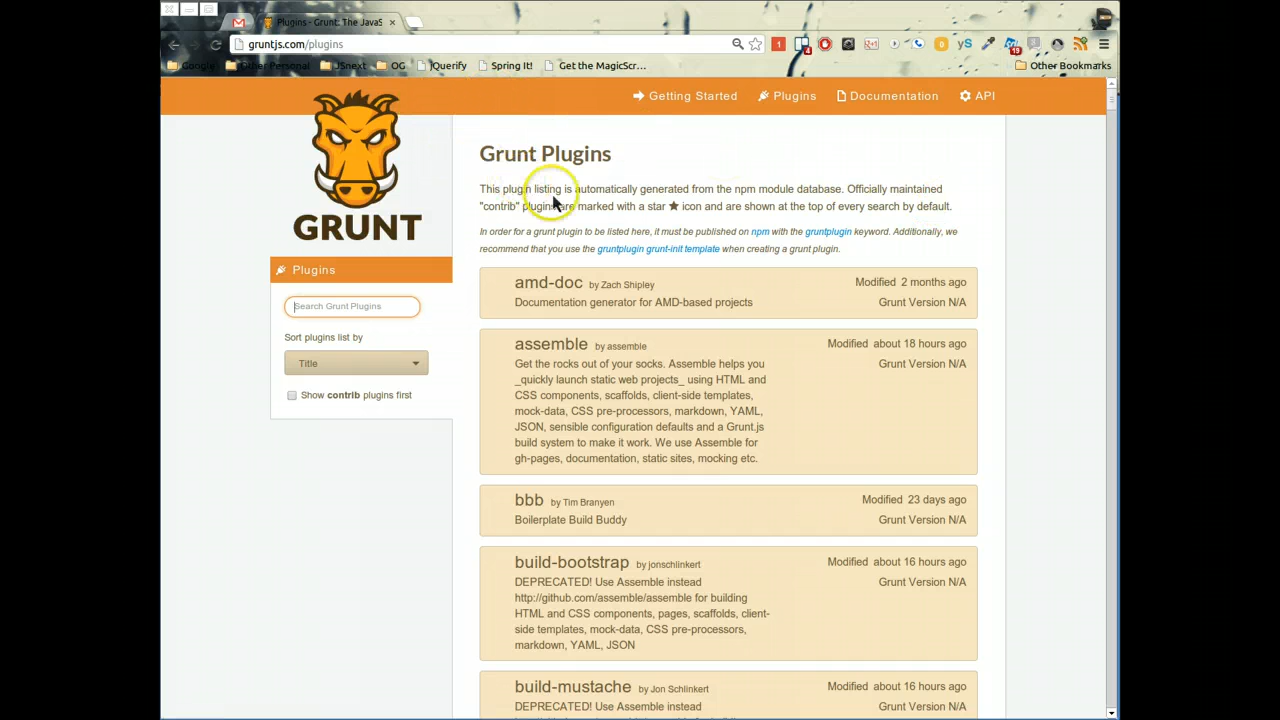 Plugins - Grunt: The JavaS
gruntjs.com/plugins
1
4
0
yS
19
Google
Other Personal
JSnext
OG
jQuerify
Spring It!
Get the MagicScr...
Other Bookmarks
Getting Started
Plugins
Documentation
API
GRUNT
Plugins
Search Grunt Plugins
Sort plugins list by
Title
Show contrib plugins first
Grunt Plugins
This plugin listing is automatically generated from the npm module database. Officially maintained
"contrib" plugins are marked with a star ★ icon and are shown at the top of every search by default.
In order for a grunt plugin to be listed here, it must be published on npm with the gruntplugin keyword. Additionally, we
recommend that you use the gruntplugin grunt-init template when creating a grunt plugin.
amd-doc by Zach Shipley
Modified 2 months ago
Documentation generator for AMD-based projects
Grunt Version N/A
assemble by assemble
Modified about 18 hours ago
Get the rocks out of your socks. Assemble helps you
Grunt Version N/A
_quickly launch static web projects_ using HTML and
CSS components, scaffolds, client-side templates,
mock-data, CSS pre-processors, markdown, YAML,
JSON, sensible configuration defaults and a Grunt.js
build system to make it work. We use Assemble for
gh-pages, documentation, static sites, mocking etc.
bbb by Tim Branyen
Modified 23 days ago
Boilerplate Build Buddy
Grunt Version N/A
build-bootstrap by jonschlinkert
Modified about 16 hours ago
DEPRECATED! Use Assemble instead
Grunt Version N/A
http://github.com/assemble/assemble for building
HTML and CSS components, pages, scaffolds, client-
side templates, mock-data, CSS pre-processors,
markdown, YAML, JSON
build-mustache by Jon Schlinkert
Modified about 16 hours ago
DEPRECATED! Use Assemble instead
Grunt Version N/A